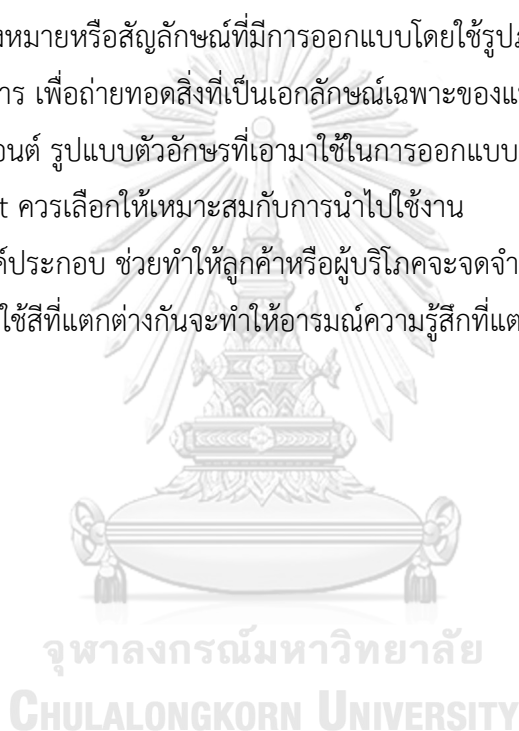 งหมายหรือสัญลักษณ์ที่มีการออกแบบโดยใช้รูปภ
าร เพื่อถ่ายทอดสิ่งที่เป็นเอกลักษณ์เฉพาะของแ
อนต์ รูปแบบตัวอักษรที่เอามาใช้ในการออกแบบ
t ควรเลือกให้เหมาะสมกับการนำไปใช้งาน
ค์ประกอบ ช่วยทำให้ลูกค้าหรือผู้บริโภคจะจดจำ
ใช้สีที่แตกต่างกันจะทำให้อารมณ์ความรู้สึกที่แต
จุฬาลงกรณ์มหาวิทยาลัย
CHULALONGKORN UNIVERSITY